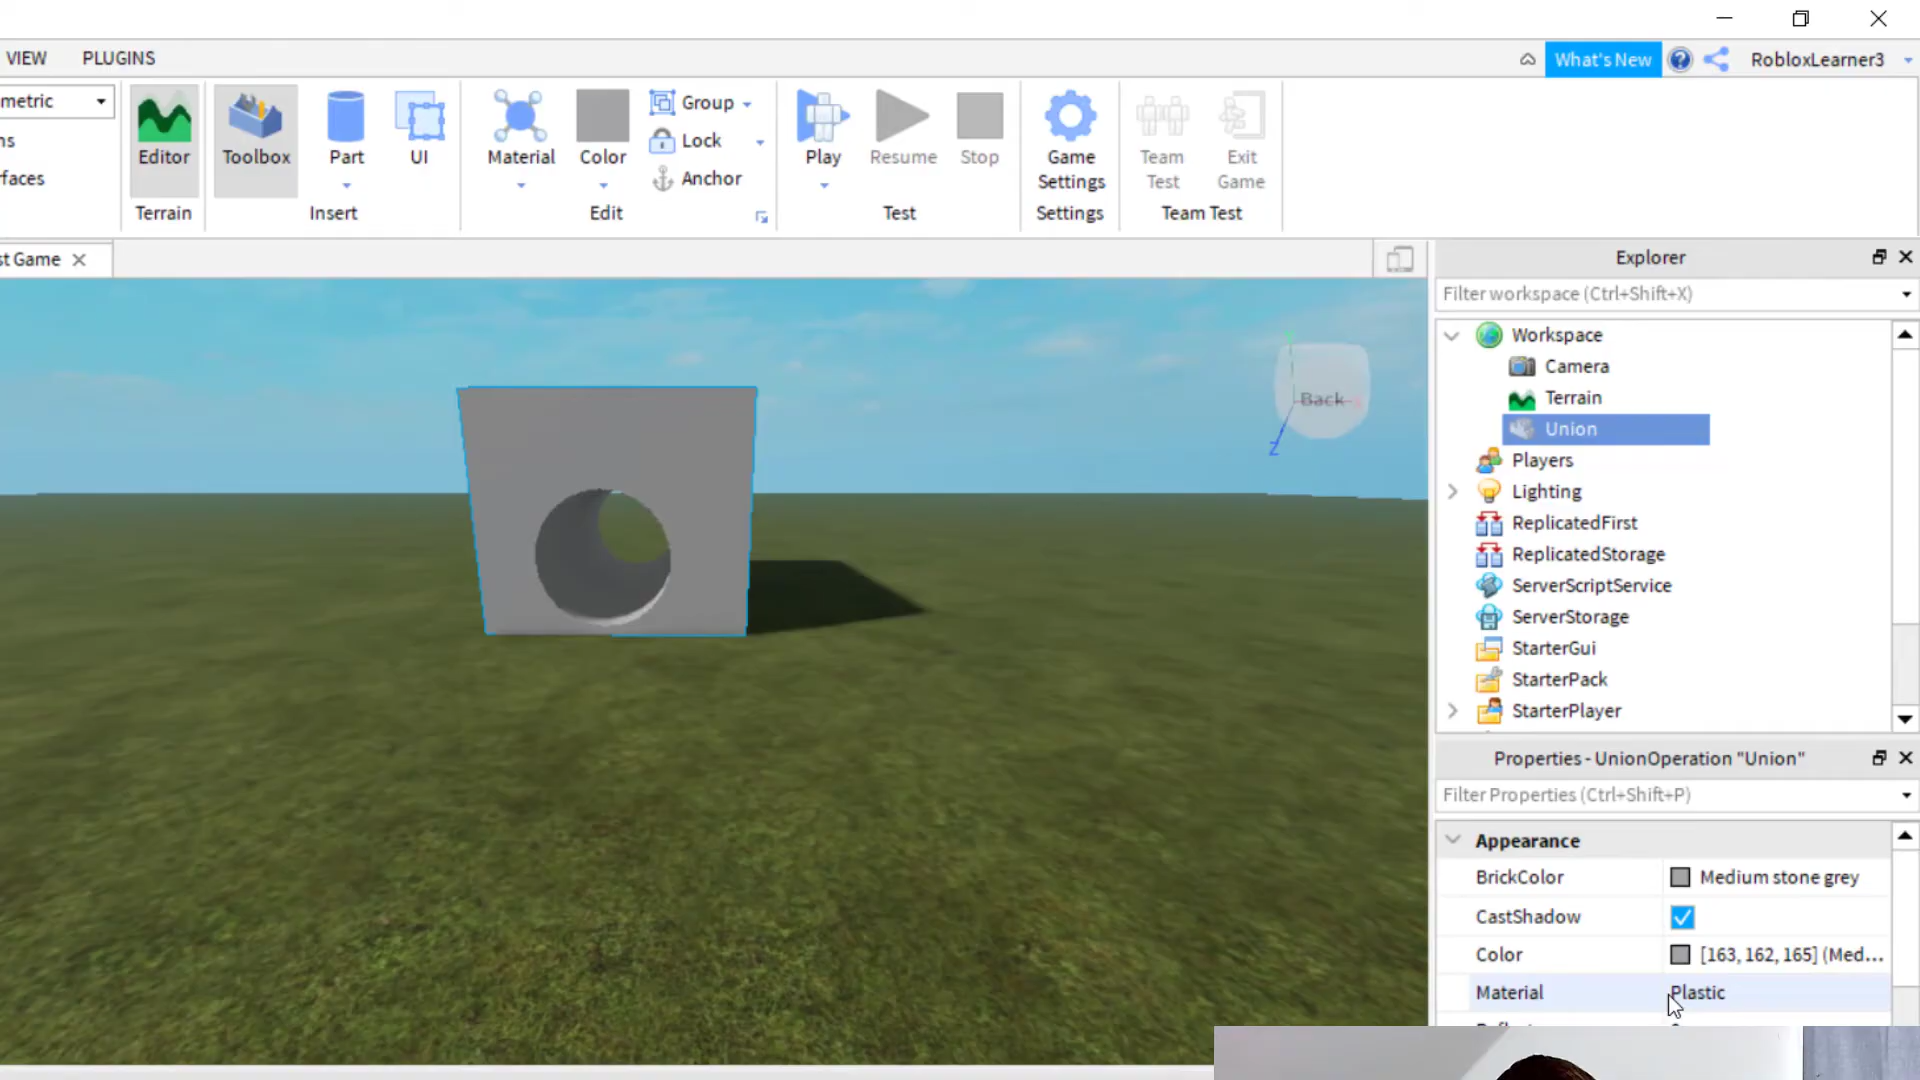 VIEW PLUGINS What's New RobloxLearner3
metric
ns
faces
Editor
Terrain
Toolbox
Part
UI
Insert
Material
Color
Group
Lock
Anchor
Edit
Play
Resume
Stop
Test
Game
Settings
Settings
Team
Test
Exit
Game
Team Test
st Game
Back
Z
Explorer
Filter workspace (Ctrl+Shift+X)
Workspace
Camera
Terrain
Union
Players
Lighting
ReplicatedFirst
ReplicatedStorage
ServerScriptService
ServerStorage
StarterGui
StarterPack
StarterPlayer
Properties - UnionOperation "Union"
Filter Properties (Ctrl+Shift+P)
Appearance
BrickColor Medium stone grey
CastShadow
Color [163, 162, 165] (Med...
Material Plastic